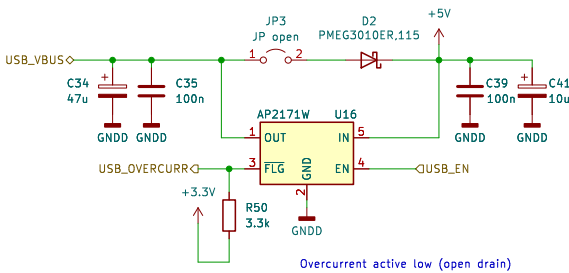 JP3
JP open
D2
PMEG3010ER,115
+5V
USB_VBUS
1
2
C34
47u
C35
100n
C39
100n
C41
10u
GNDD
GNDD
GNDD
GNDD
AP2171W
U16
1
OUT
IN
5
USB_OVERCURR
3
FLG
GND
EN
4
USB_EN
2
+3.3V
R50
3.3k
GNDD
Overcurrent active low (open drain)